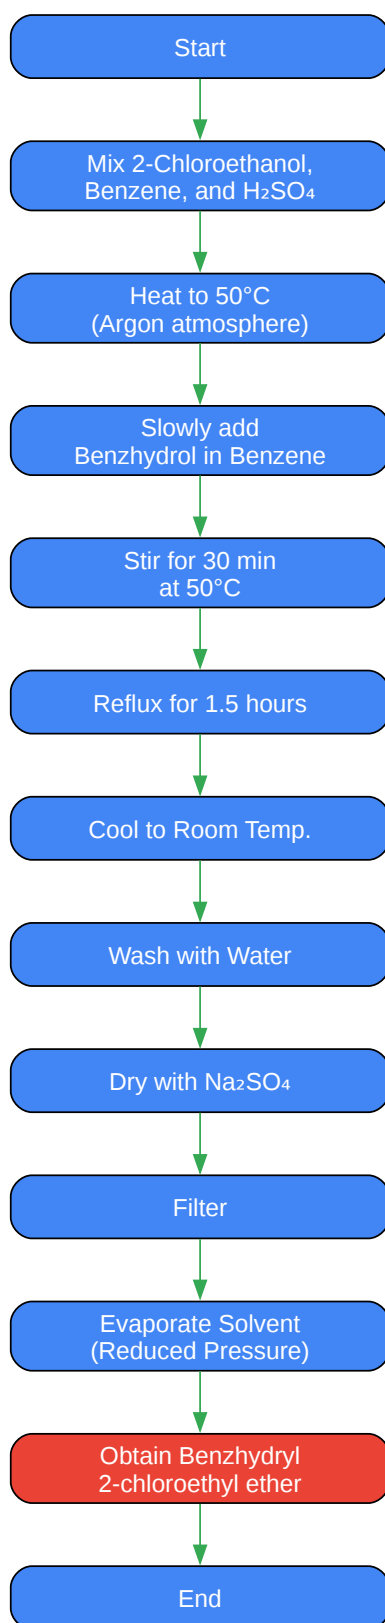 Start
Mix 2-Chloroethanol,
Benzene, and H₂SO₄
Heat to 50°C
(Argon atmosphere)
Slowly add
Benzhydrol in Benzene
Stir for 30 min
at 50°C
Reflux for 1.5 hours
Cool to Room Temp.
Wash with Water
Dry with Na₂SO₄
Filter
Evaporate Solvent
(Reduced Pressure)
Obtain Benzhydryl
2-chloroethyl ether
End